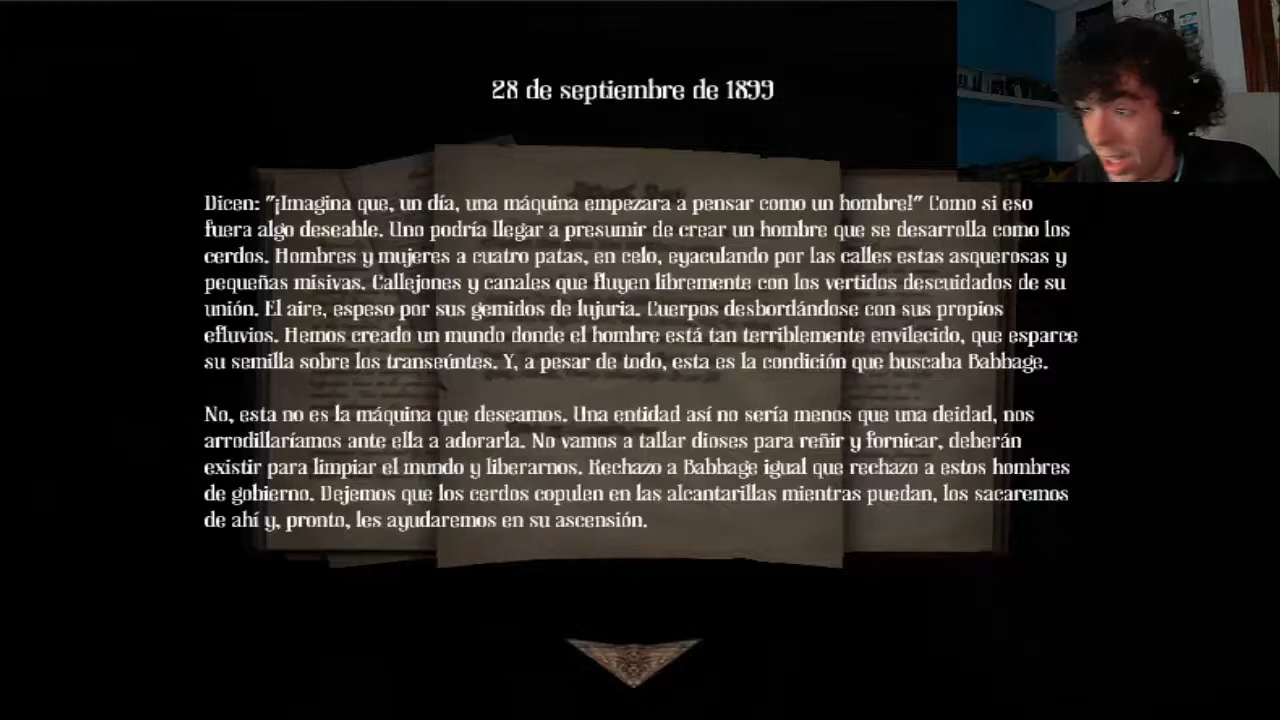 28 de septiembre de 1899
Dicen: "¡Imagina que, un día, una máquina empezara a pensar como un hombre!" Como si eso
fuera algo deseable. Uno podría llegar a presumir de crear un hombre que se desarrolla como los
cerdos. Hombres y mujeres a cuatro patas, en celo, eyaculando por las calles estas asquerosas y
pequeñas misivas. Callejones y canales que fluyen libremente con los vertidos descuidados de su
unión. El aire, espeso por sus gemidos de lujuria. Cuerpos desbordándose con sus propios
efluvios. Hemos creado un mundo donde el hombre está tan terriblemente envilecido, que esparce
su semilla sobre los transeúntes. Y, a pesar de todo, esta es la condición que buscaba Babbage.
No, esta no es la máquina que deseamos. Una entidad así no sería menos que una deidad, nos
arrodillaríamos ante ella a adorarla. No vamos a tallar dioses para reñir y fornicar, deberán
existir para limpiar el mundo y liberarnos. Rechazo a Babbage igual que rechazo a estos hombres
de gobierno. Dejemos que los cerdos copulen en las alcantarillas mientras puedan, los sacaremos
de ahí y, pronto, les ayudaremos en su ascensión.